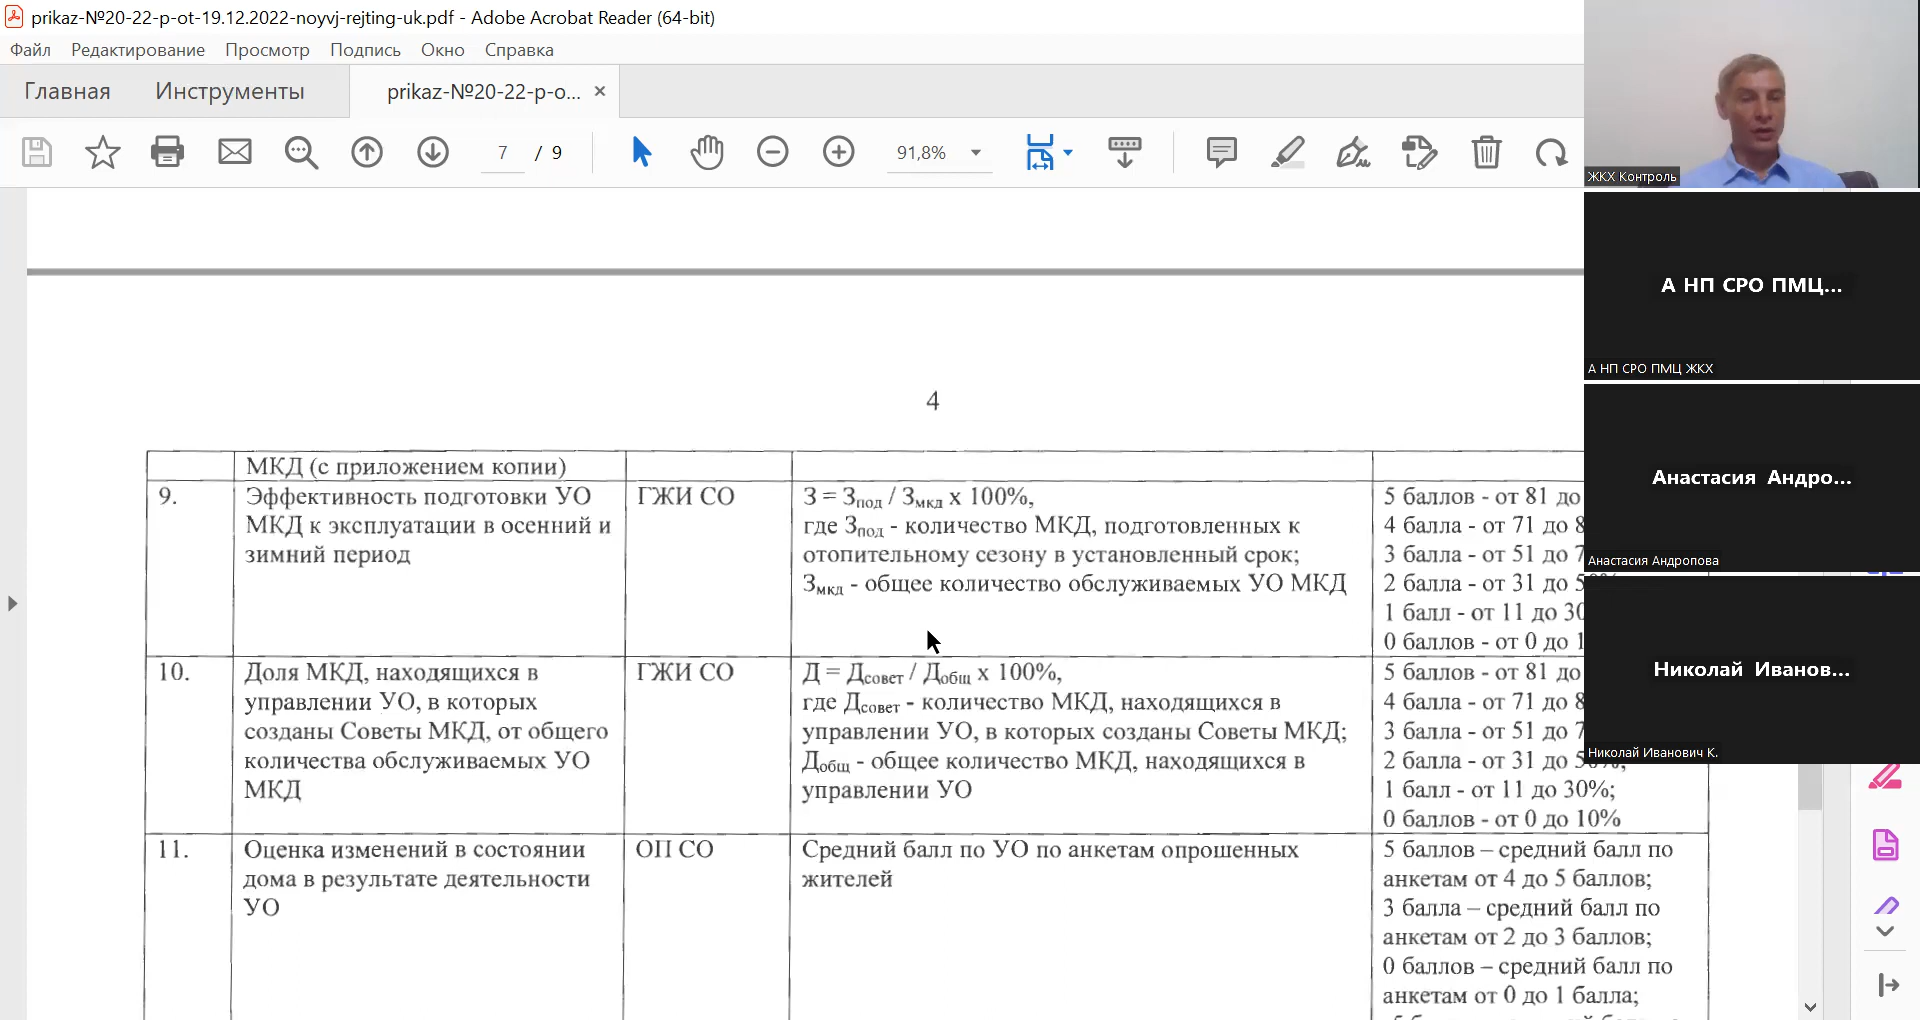 prikaz-№20-22-р-от-19.12.2022-noyvj-rejting-uk.pdf - Adobe Acrobat Reader (64-bit)
Файл Редактирование Просмотр Подпись Окно Справка
Главная Инструменты prikaz-№20-22-p-o... ×
7 / 9 91,8%
4
МКД (с приложением копии)
9. Эффективность подготовки УО ГЖИ СО З = Зпод / Змкд х 100%, 5 баллов - от 81 до
МКД к эксплуатации в осенний и где Зпод - количество МКД, подготовленных к 4 балла - от 71 до 8
зимний период отопительному сезону в установленный срок; 3 балла - от 51 до 7
Змкд - общее количество обслуживаемых УО МКД 2 балла - от 31 до 5
1 балл - от 11 до 30
0 баллов - от 0 до 1
10. Доля МКД, находящихся в ГЖИ СО Д = Дсовет / Добщ х 100%, 5 баллов - от 81 до
управлении УО, в которых где Дсовет - количество МКД, находящихся в 4 балла - от 71 до 8
созданы Советы МКД, от общего управлении УО, в которых созданы Советы МКД; 3 балла - от 51 до 7
количества обслуживаемых УО Добщ - общее количество МКД, находящихся в 2 балла - от 31 до 50%;
МКД управлении УО 1 балл - от 11 до 30%;
0 баллов - от 0 до 10%
11. Оценка изменений в состоянии ОП СО Средний балл по УО по анкетам опрошенных 5 баллов – средний балл по
дома в результате деятельности жителей анкетам от 4 до 5 баллов;
УО 3 балла – средний балл по
анкетам от 2 до 3 баллов;
0 баллов – средний балл по
анкетам от 0 до 1 балла;
ЖКХ Контроль
А НП СРО ПМЦ...
А НП СРО ПМЦ ЖКХ
Анастасия Андро...
Анастасия Андропова
Николай Иванов...
Николай Иванович К.